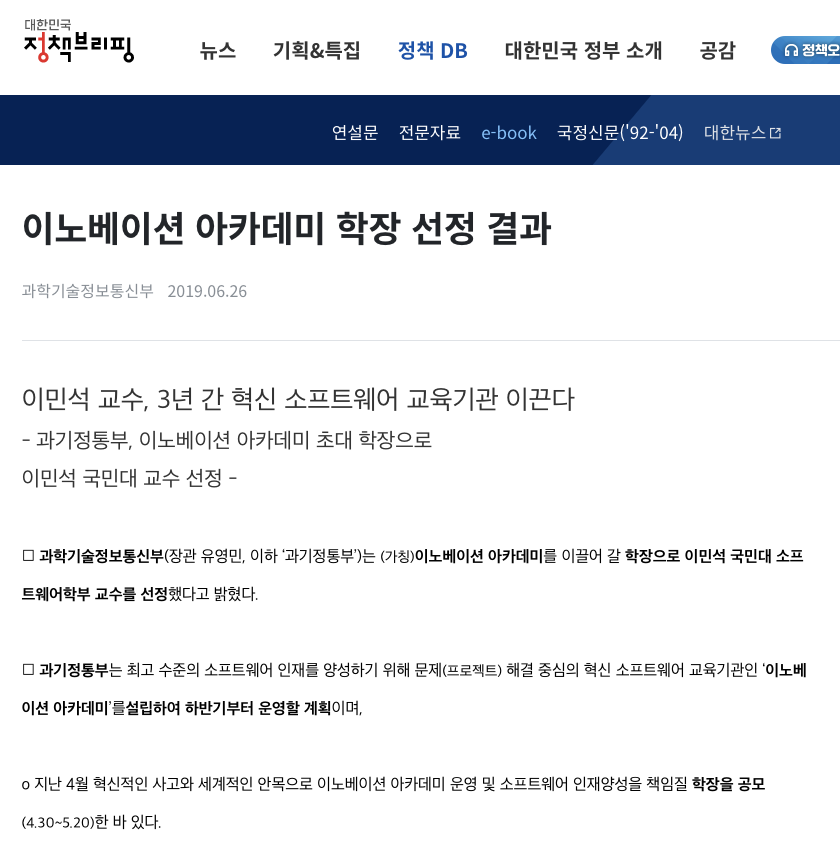 대한민국
정책브리핑
뉴스 기획&특집 정책 DB 대한민국 정부 소개 공감 정책오
연설문 전문자료 e-book 국정신문('92-'04) 대한뉴스
이노베이션 아카데미 학장 선정 결과
과학기술정보통신부 2019.06.26
이민석 교수, 3년 간 혁신 소프트웨어 교육기관 이끈다
- 과기정통부, 이노베이션 아카데미 초대 학장으로
이민석 국민대 교수 선정 -
□ 과학기술정보통신부(장관 유영민, 이하 ‘과기정통부’)는 (가칭)이노베이션 아카데미를 이끌어 갈 학장으로 이민석 국민대 소프
트웨어학부 교수를 선정했다고 밝혔다.
□ 과기정통부는 최고 수준의 소프트웨어 인재를 양성하기 위해 문제(프로젝트) 해결 중심의 혁신 소프트웨어 교육기관인 ‘이노베
이션 아카데미’를설립하여 하반기부터 운영할 계획이며,
o 지난 4월 혁신적인 사고와 세계적인 안목으로 이노베이션 아카데미 운영 및 소프트웨어 인재양성을 책임질 학장을 공모
(4.30~5.20)한 바 있다.